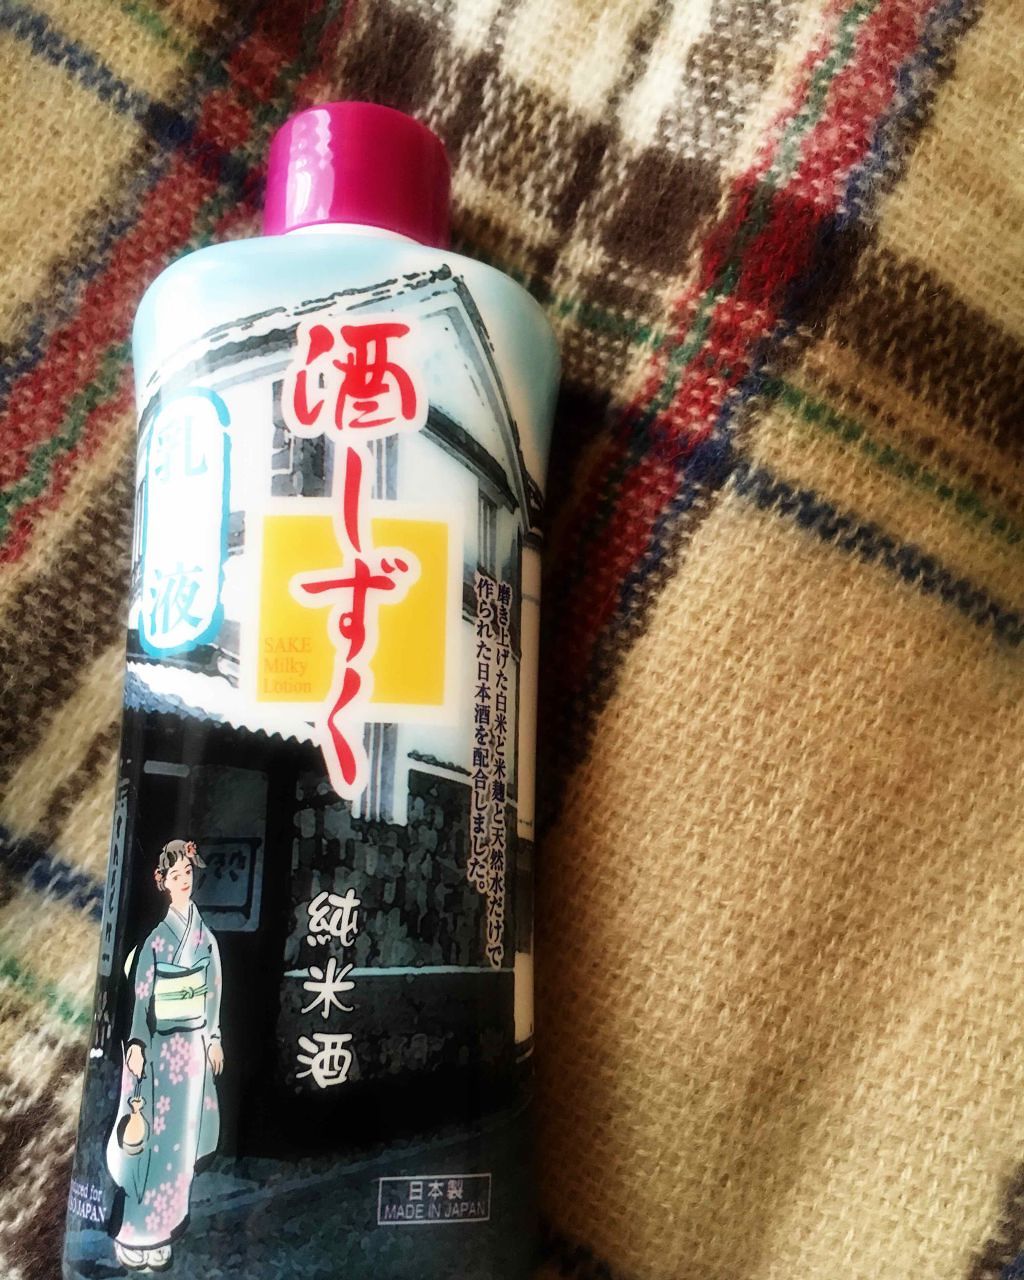 酒しずく
乳液
SAKE
Milky
Lotion
磨き上げた白米と米麹と天然水だけで
作られた日本酒を配合しました。
純米酒
日本製
MADE IN JAPAN